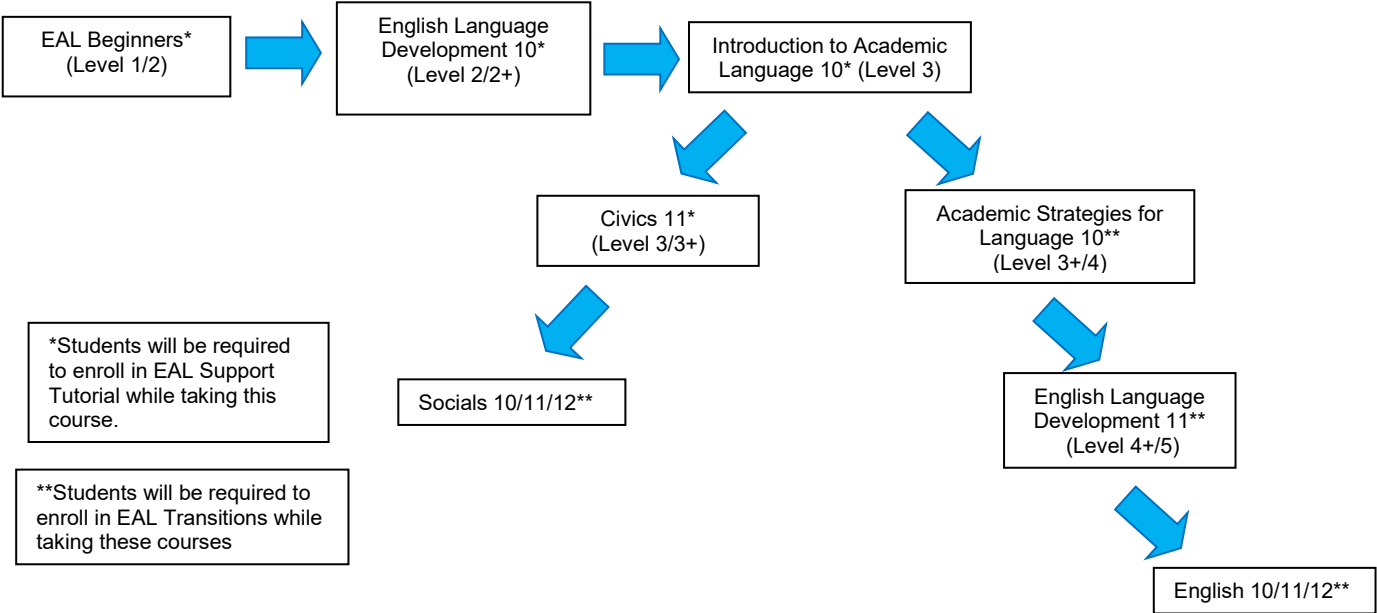 EAL Beginners*
(Level 1/2)
English Language
Development 10*
(Level 2/2+)
Introduction to Academic
Language 10* (Level 3)
Civics 11*
(Level 3/3+)
Academic Strategies for
Language 10**
(Level 3+/4)
*Students will be required
to enroll in EAL Support
Tutorial while taking this
course.
Socials 10/11/12**
English Language
Development 11**
(Level 4+/5)
**Students will be required to
enroll in EAL Transitions while
taking these courses
English 10/11/12**